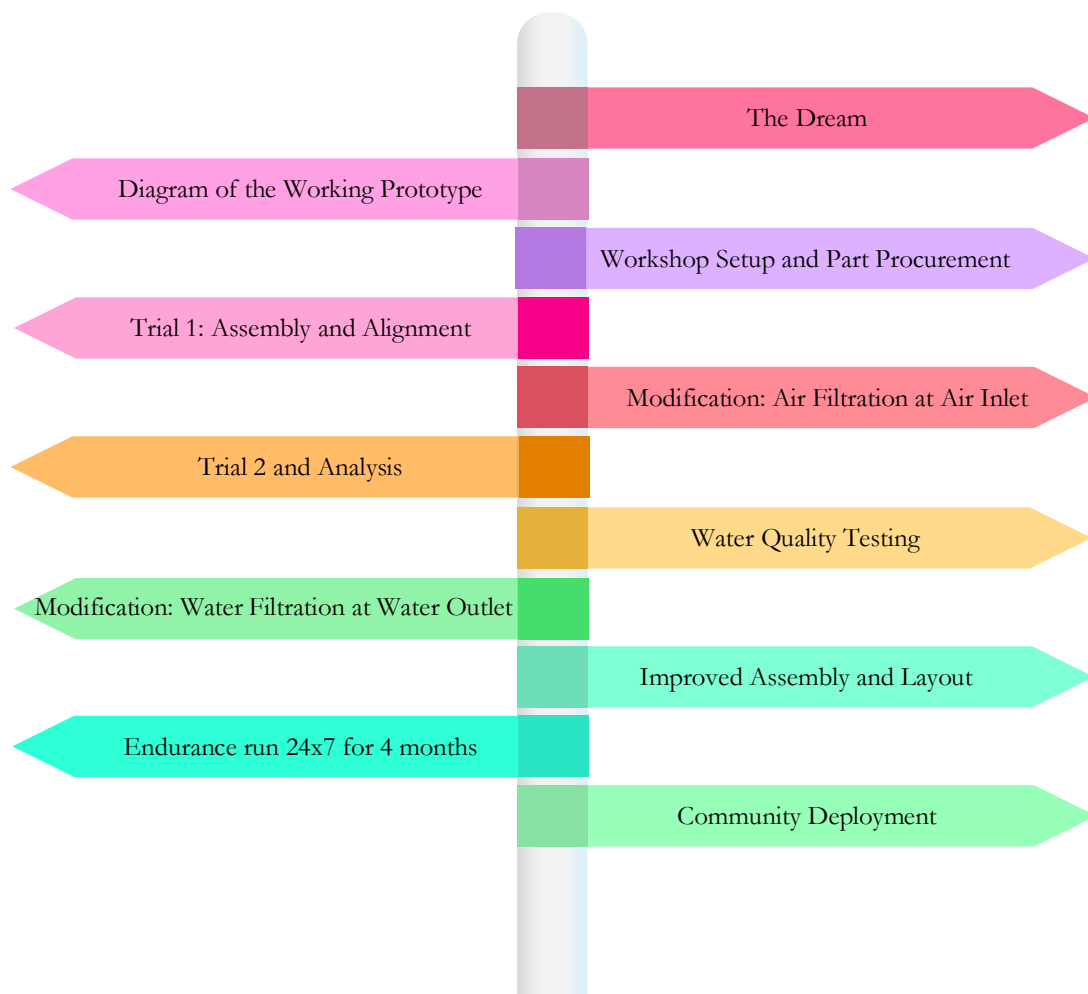 The Dream
Diagram of the Working Prototype
Workshop Setup and Part Procurement
Trial 1: Assembly and Alignment
Modification: Air Filtration at Air Inlet
Trial 2 and Analysis
Water Quality Testing
Modification: Water Filtration at Water Outlet
Improved Assembly and Layout
Endurance run 24x7 for 4 months
Community Deployment